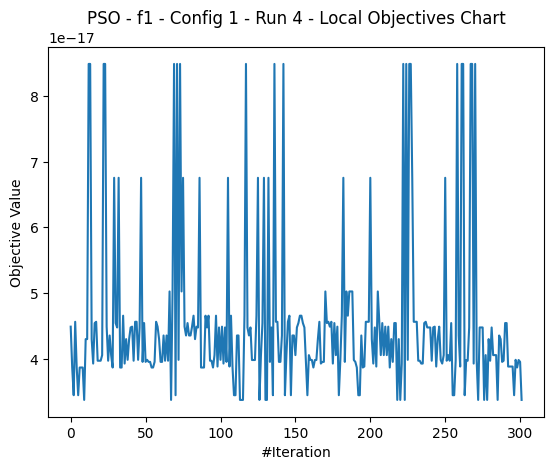 PSO - f1 - Config 1 - Run 4 - Local Objectives Chart
1e−17
8
7
6
5
4
Objective Value
0 50 100 150 200 250 300
#Iteration